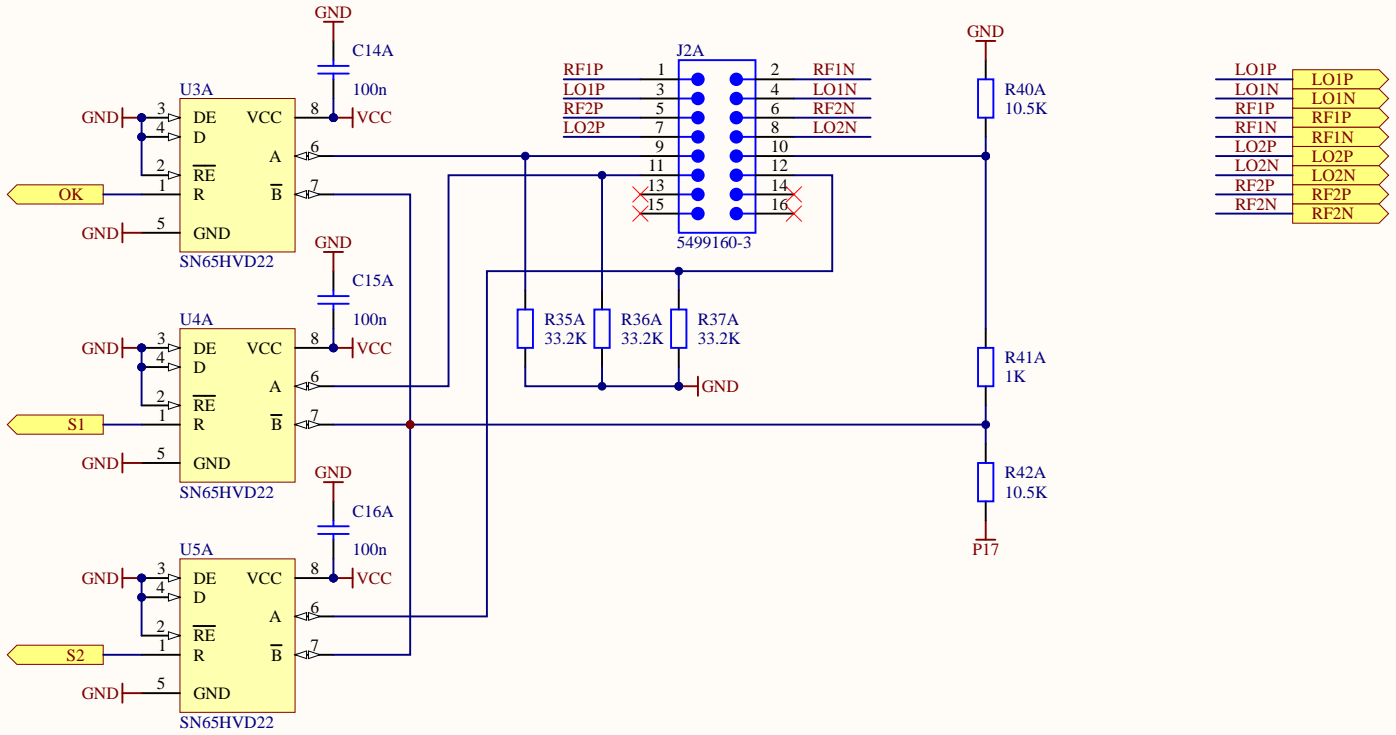 GND
C14A
100n
U3A
GND
3
DE
VCC
8
VCC
4
D
A
6
2
RE
OK
1
R
B
7
GND
5
GND
SN65HVD22
GND
C15A
100n
U4A
GND
3
DE
VCC
8
VCC
4
D
A
6
2
RE
S1
1
R
B
7
GND
5
GND
SN65HVD22
GND
C16A
100n
U5A
GND
3
DE
VCC
8
VCC
4
D
A
6
2
RE
S2
1
R
B
7
GND
5
GND
SN65HVD22
J2A
RF1P 1 2 RF1N
LO1P 3 4 LO1N
RF2P 5 6 RF2N
LO2P 7 8 LO2N
9 10
11 12
13 14
15 16
5499160-3
R35A
33.2K
R36A
33.2K
R37A
33.2K
GND
GND
R40A
10.5K
R41A
1K
R42A
10.5K
P17
LO1P LO1P
LO1N LO1N
RF1P RF1P
RF1N RF1N
LO2P LO2P
LO2N LO2N
RF2P RF2P
RF2N RF2N